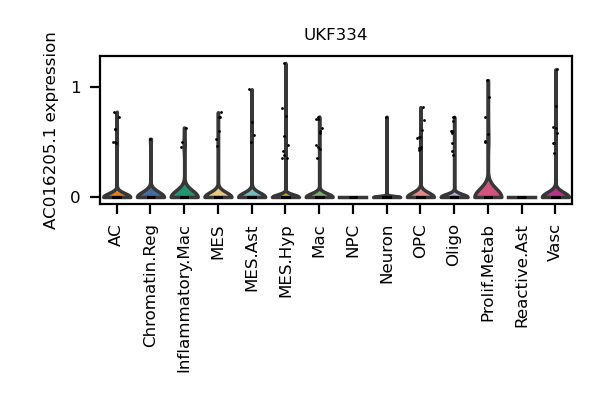 UKF334
AC016205.1 expression
1
0
AC
Chromatin.Reg
Inflammatory.Mac
MES
MES.Ast
MES.Hyp
Mac
NPC
Neuron
OPC
Oligo
Prolif.Metab
Reactive.Ast
Vasc